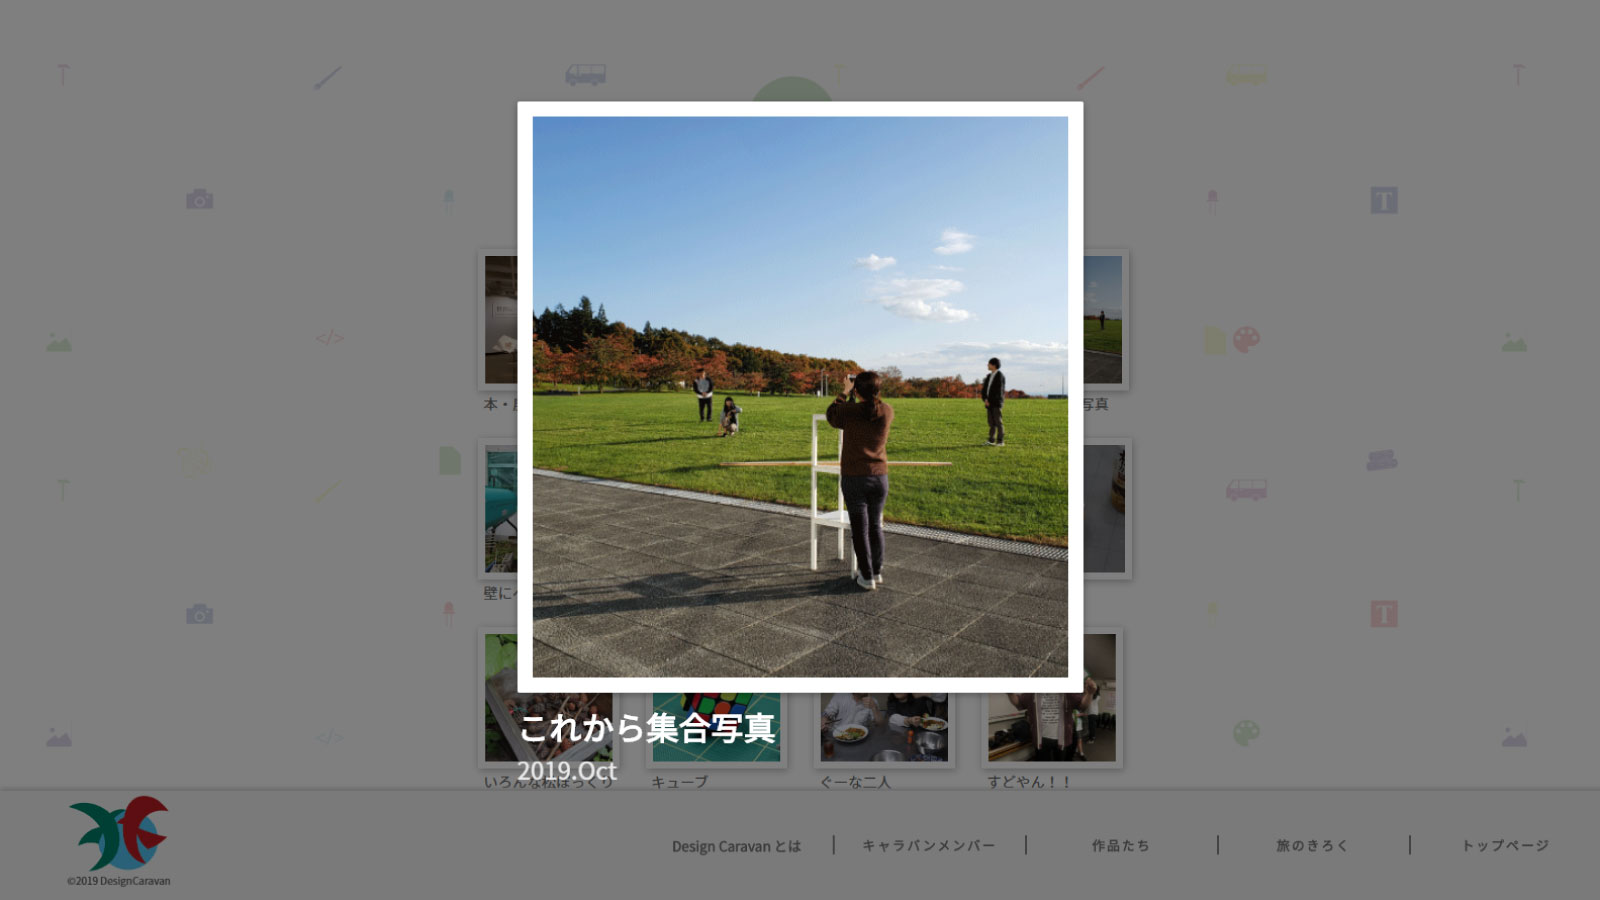 写真
壁に
これから集合写真
2019.Oct
いろんな松ぼっくり
キューブ
ぐーな二人
すどやん！！
©2019 DesignCaravan
Design Caravan とは
キャラバンメンバー
作品たち
旅のきろく
トップページ